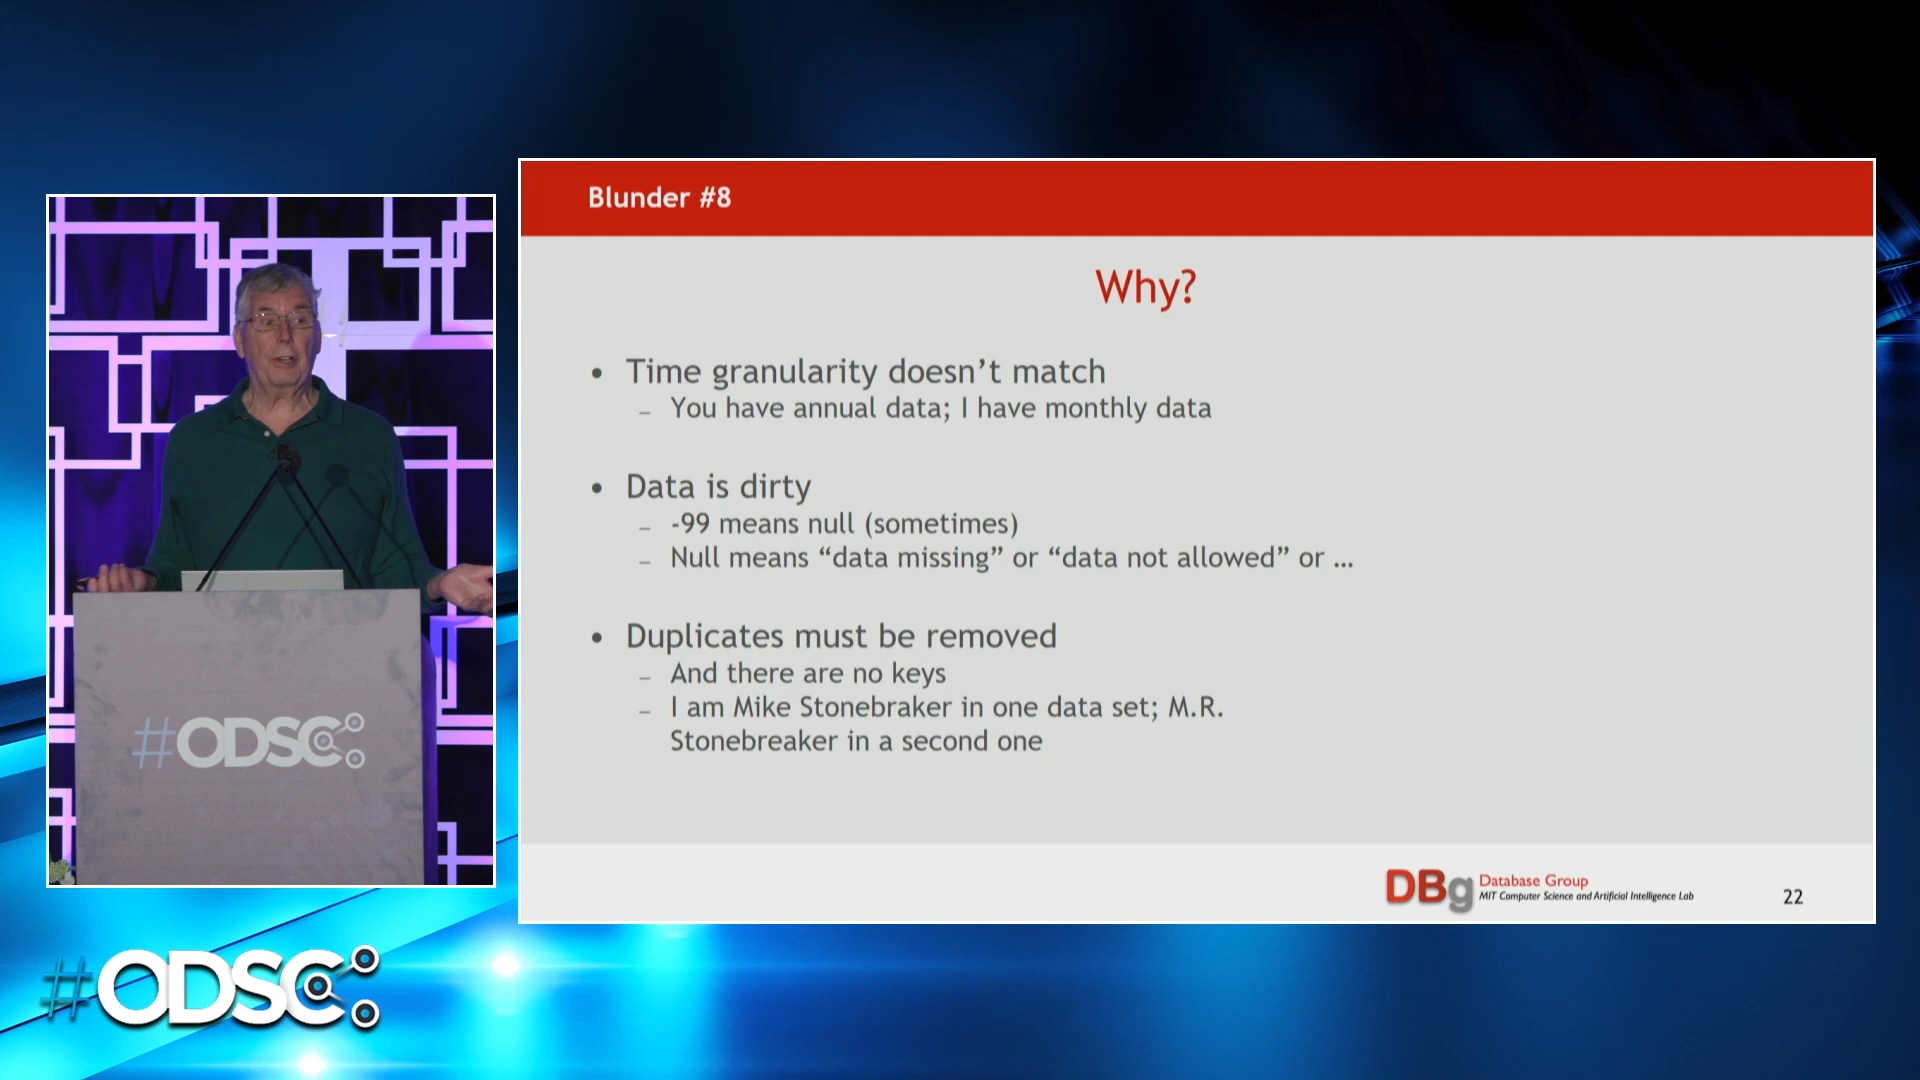 Blunder #8
Why?
• Time granularity doesn’t match
– You have annual data; I have monthly data
• Data is dirty
– -99 means null (sometimes)
– Null means “data missing” or “data not allowed” or ...
• Duplicates must be removed
– And there are no keys
– I am Mike Stonebraker in one data set; M.R.
Stonebreaker in a second one
DBg Database Group
MIT Computer Science and Artificial Intelligence Lab
22
#ODSC
#ODSC